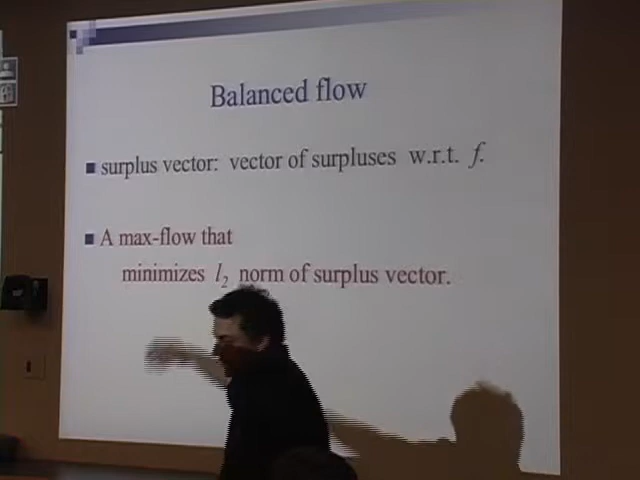 Balanced flow
surplus vector: vector of surpluses w.r.t. f.
A max-flow that
minimizes l₂ norm of surplus vector.